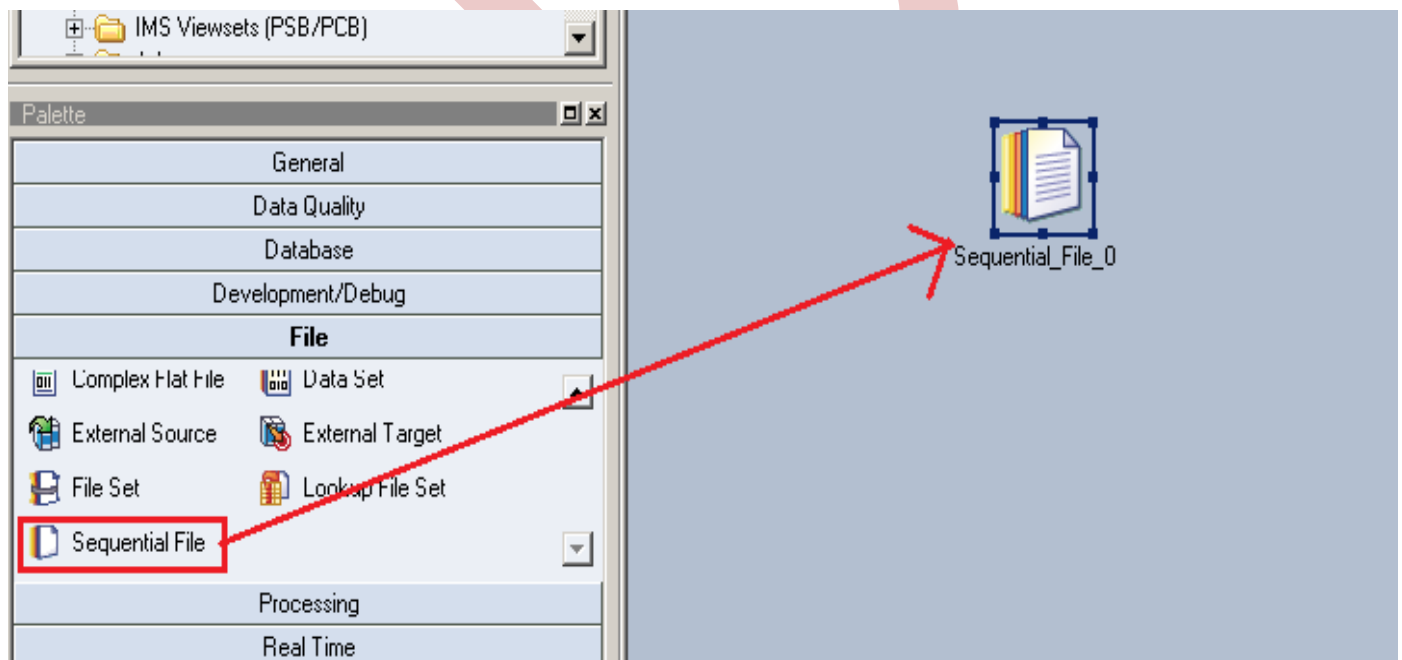 IMS Viewsets (PSB/PCB)
Palette
General
Data Quality
Database
Development/Debug
File
Complex Flat File
Data Set
External Source
External Target
File Set
Lookup File Set
Sequential File
Processing
Real Time
Sequential_File_0